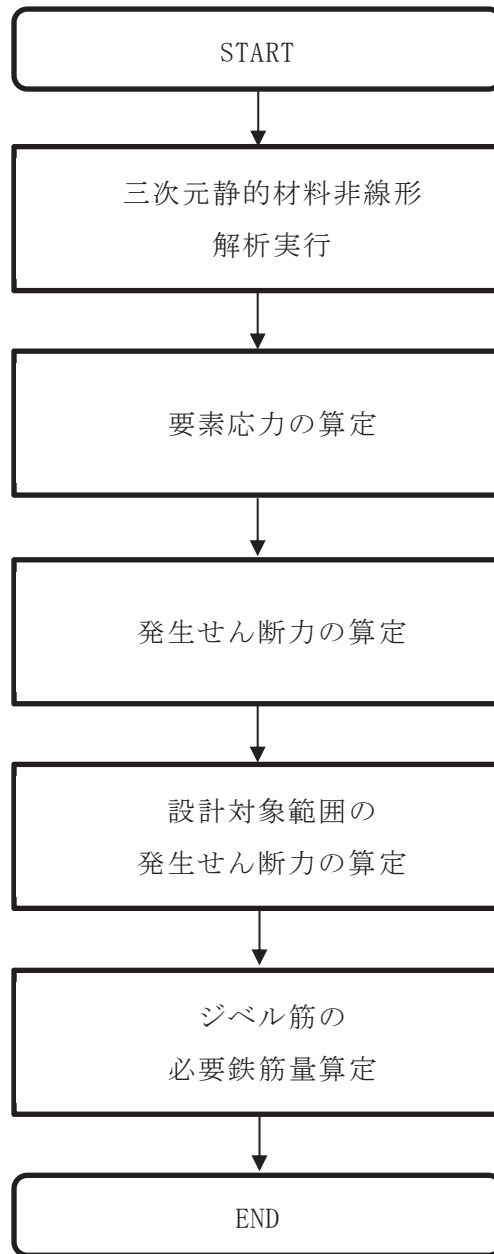 START
三次元静的材料非線形
解析実行
要素応力の算定
発生せん断力の算定
設計対象範囲の
発生せん断力の算定
ジベル筋の
必要鉄筋量算定
END